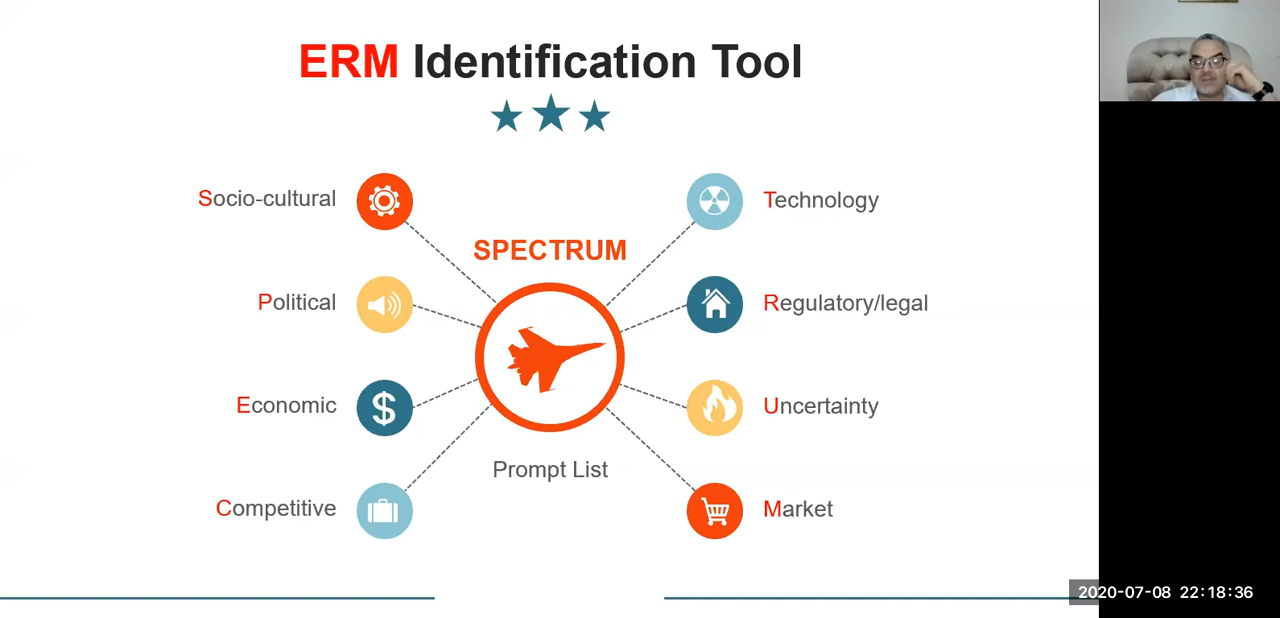 ERM Identification Tool
SPECTRUM
Socio-cultural
Political
Economic
Competitive
Technology
Regulatory/legal
Uncertainty
Market
Prompt List
2020-07-08 22:18:36